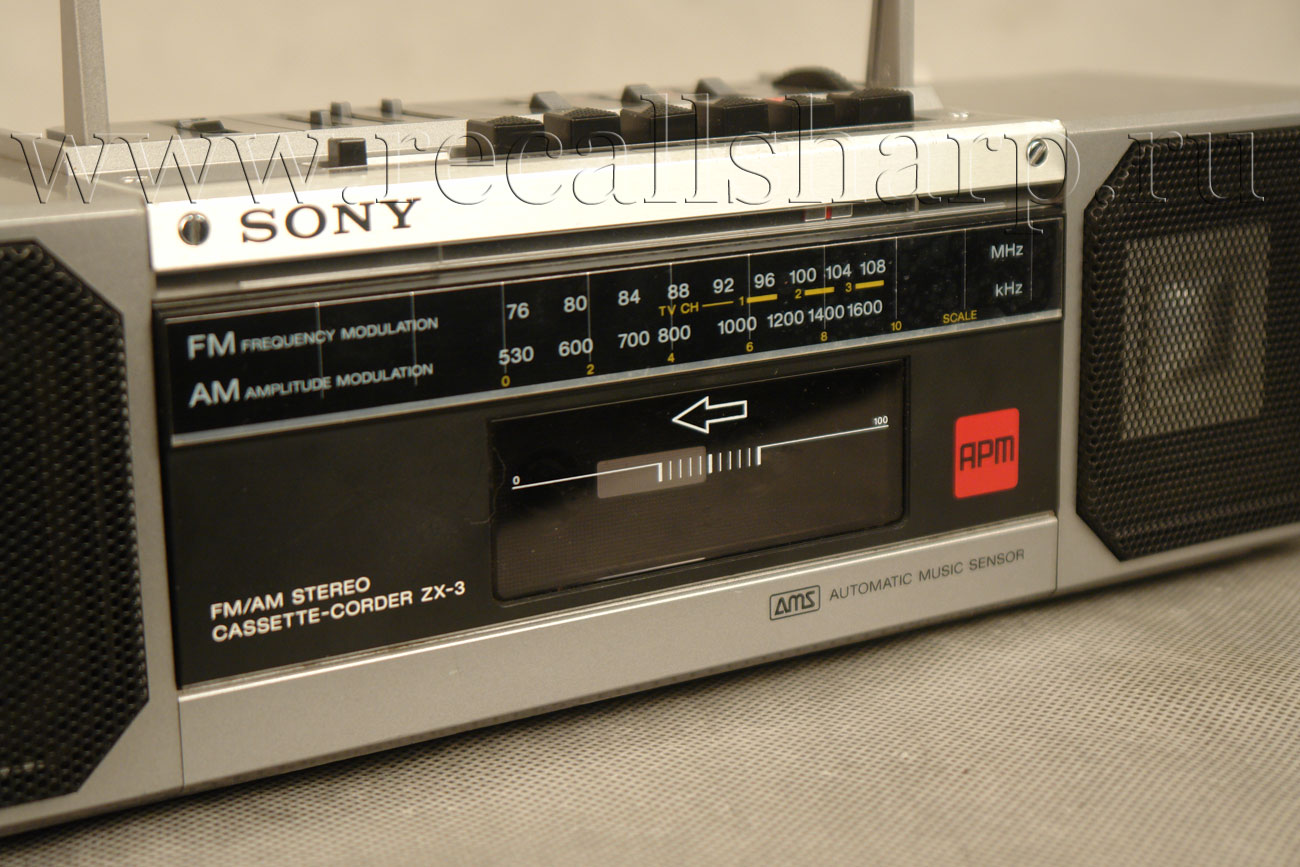 www.recallsharp.ru
SONY
FM FREQUENCY MODULATION 76 80 84 88 92 96 100 104 108 MHz
TV CH 1 2 3
AM AMPLITUDE MODULATION 530 600 700 800 1000 1200 1400 1600 kHz
0 2 4 6 8 10 SCALE
0 100
APM
FM/AM STEREO
CASSETTE-CORDER ZX-3
AMS AUTOMATIC MUSIC SENSOR